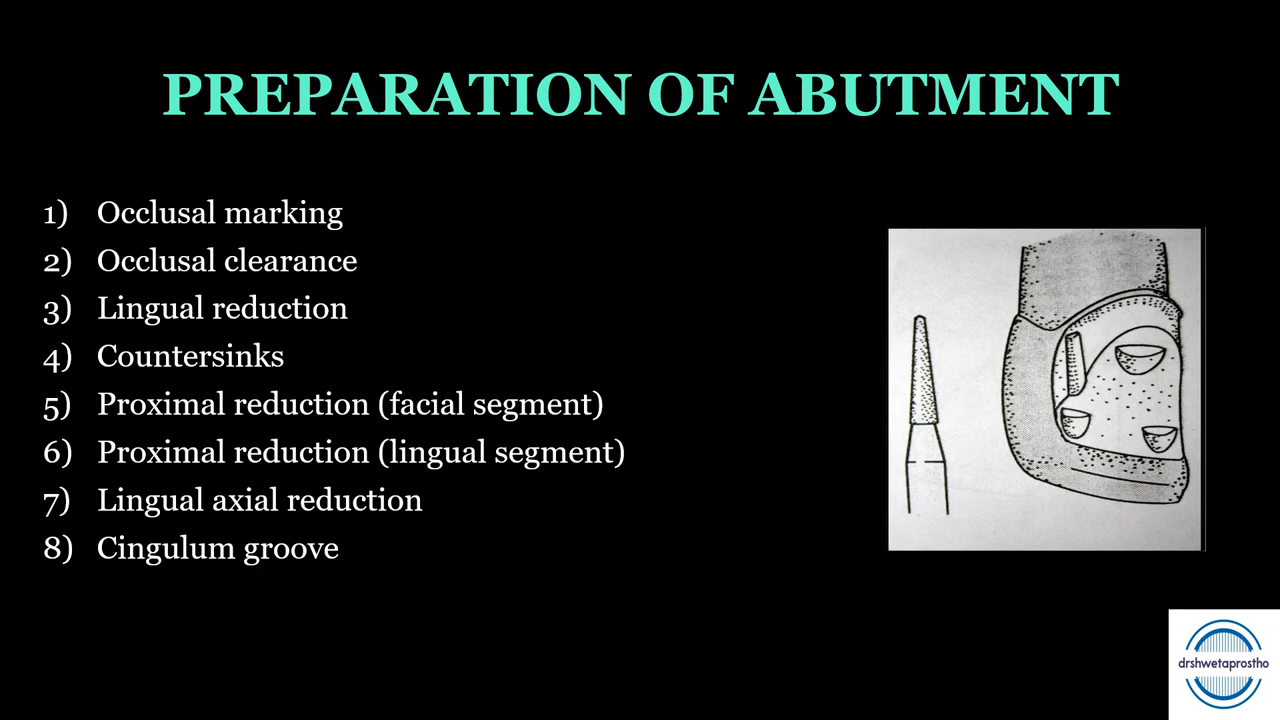 PREPARATION OF ABUTMENT
1) Occlusal marking
2) Occlusal clearance
3) Lingual reduction
4) Countersinks
5) Proximal reduction (facial segment)
6) Proximal reduction (lingual segment)
7) Lingual axial reduction
8) Cingulum groove
drshwetaprostho